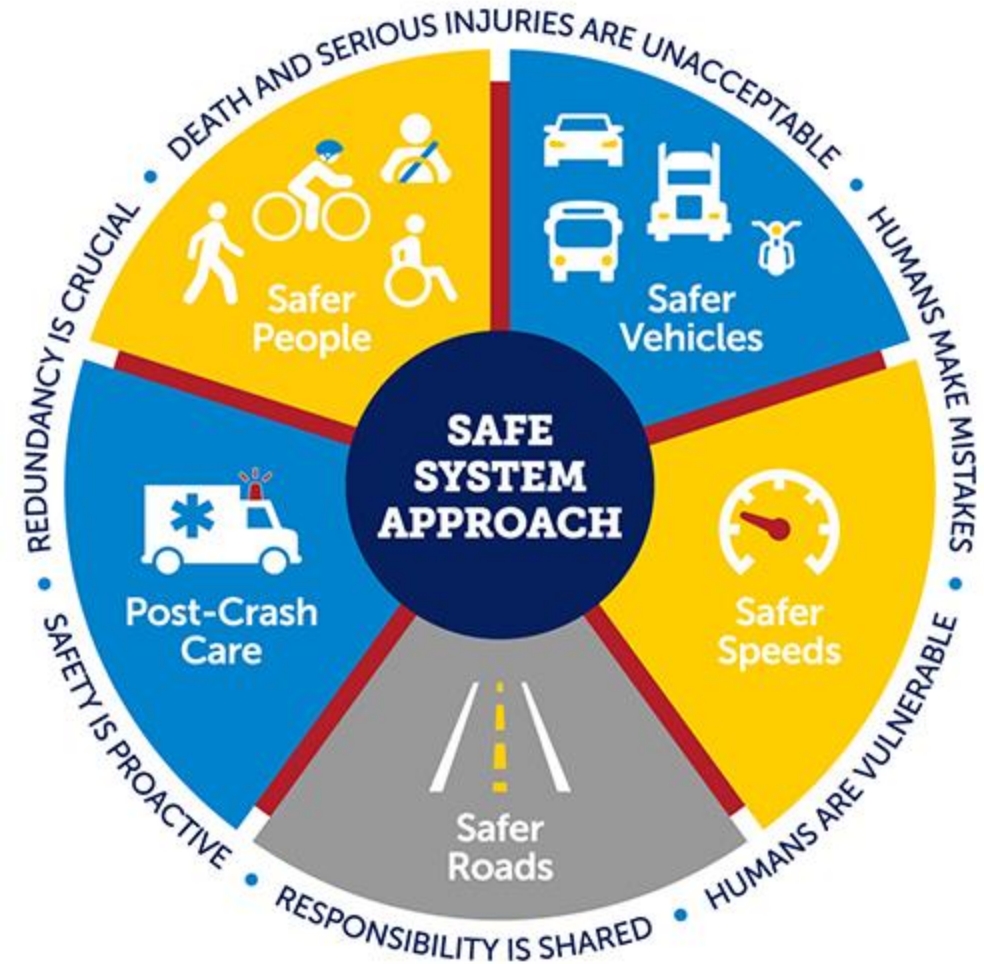 DEATH AND SERIOUS INJURIES ARE UNACCEPTABLE
HUMANS MAKE MISTAKES
HUMANS ARE VULNERABLE
RESPONSIBILITY IS SHARED
SAFETY IS PROACTIVE
REDUNDANCY IS CRUCIAL
Safer
People
Safer
Vehicles
SAFE
SYSTEM
APPROACH
Post-Crash
Care
Safer
Speeds
Safer
Roads